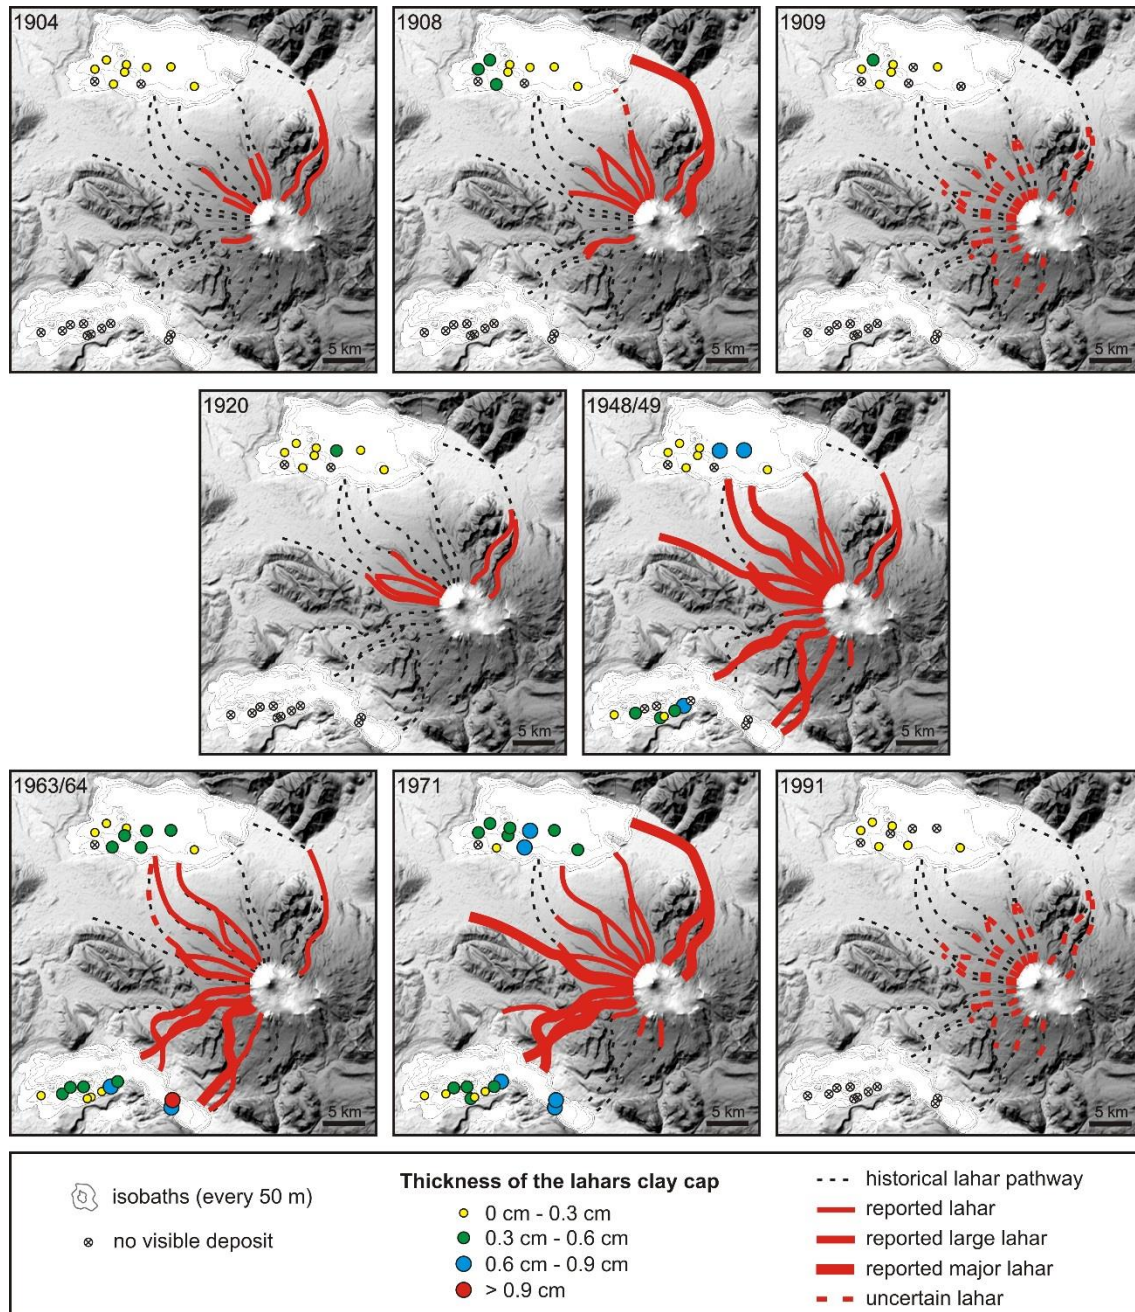 1904
5 km
1908
5 km
1909
5 km
1920
5 km
1948/49
5 km
1963/64
5 km
1971
5 km
1991
5 km
isobaths (every 50 m)
no visible deposit
Thickness of the lahars clay cap
0 cm - 0.3 cm
0.3 cm - 0.6 cm
0.6 cm - 0.9 cm
> 0.9 cm
historical lahar pathway
reported lahar
reported large lahar
reported major lahar
uncertain lahar